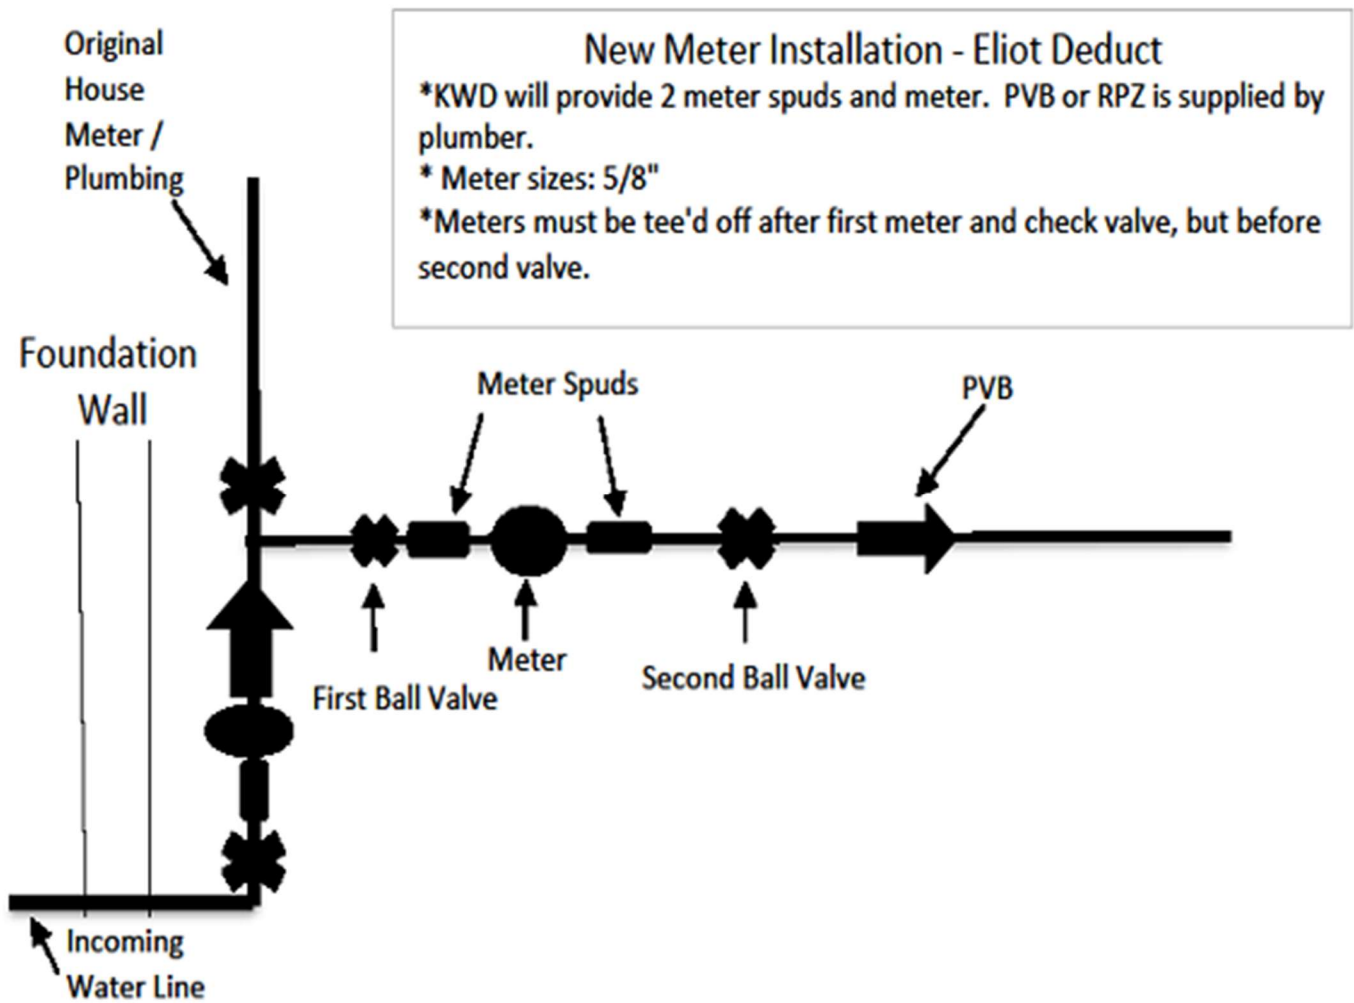 Original
House
Meter /
Plumbing
New Meter Installation - Eliot Deduct
*KWD will provide 2 meter spuds and meter.  PVB or RPZ is supplied by
plumber.
* Meter sizes: 5/8"
*Meters must be tee'd off after first meter and check valve, but before
second valve.
Foundation
Wall
Meter Spuds
PVB
First Ball Valve
Meter
Second Ball Valve
Incoming
Water Line